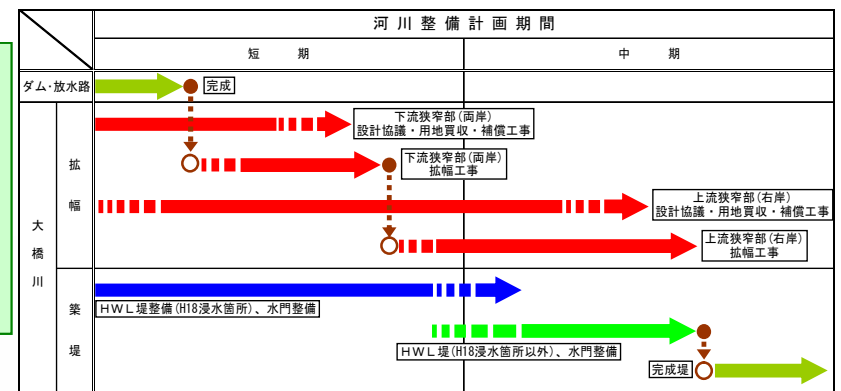 河川整備計画期間
短期
中期
ダム・放水路
完成
大橋川
拡幅
下流狭窄部(両岸)
設計協議・用地買収・補償工事
下流狭窄部(両岸)
拡幅工事
上流狭窄部(右岸)
設計協議・用地買収・補償工事
上流狭窄部(右岸)
拡幅工事
築堤
HWL堤整備(H18浸水箇所)、水門整備
HWL堤(H18浸水箇所以外)、水門整備
完成堤